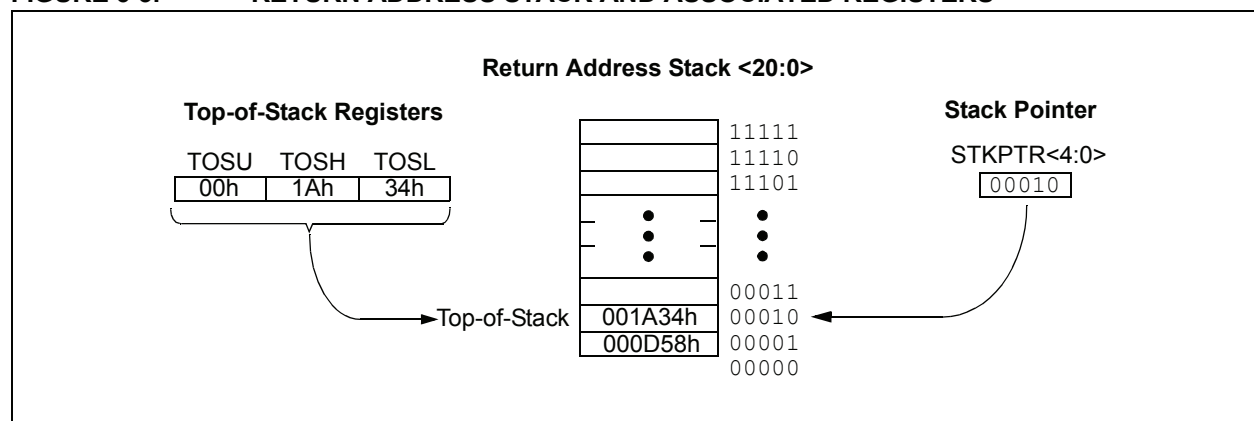 Return Address Stack <20:0>
Top-of-Stack Registers
Stack Pointer
TOSU TOSH TOSL
STKPTR<4:0>
00h 1Ah 34h
00010
11111
11110
11101
00011
Top-of-Stack 001A34h 00010
000D58h 00001
00000